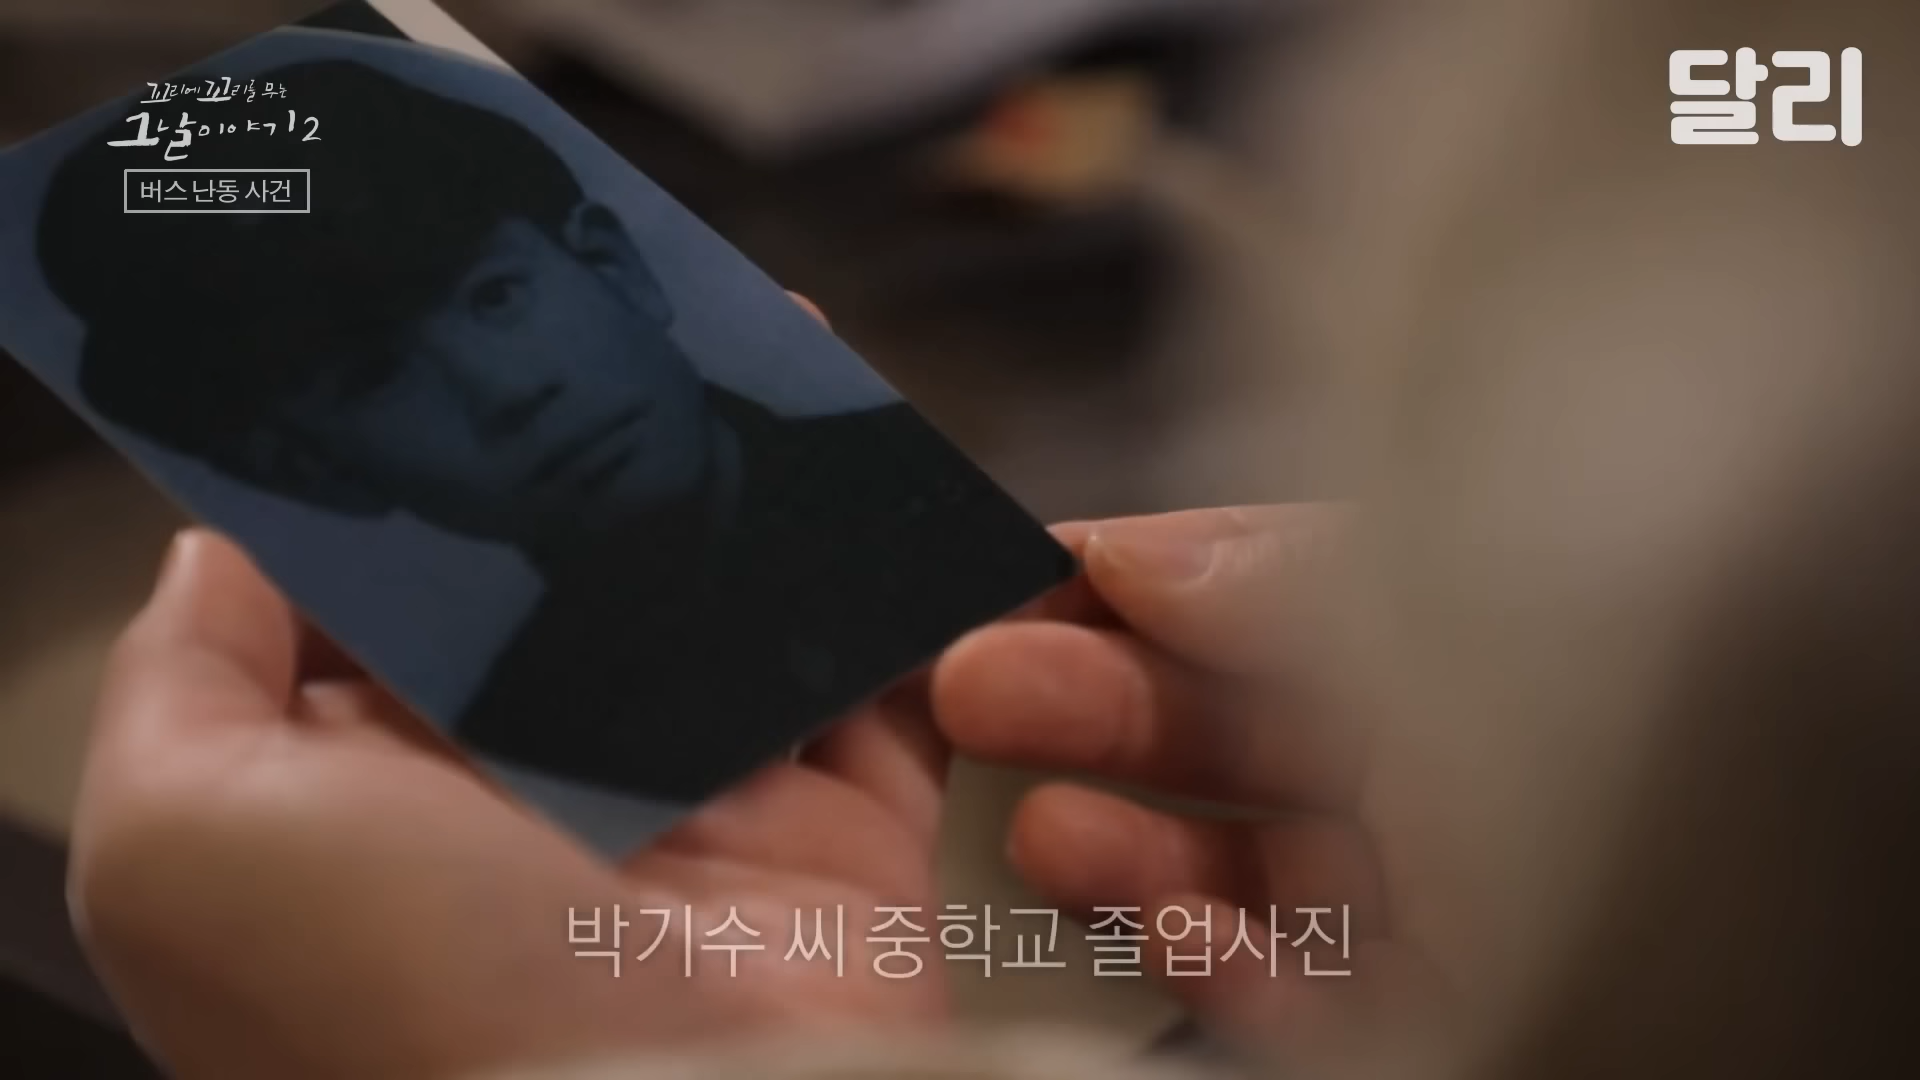 꼬리에 꼬리를 무는
그날 이야기 2
버스 난동 사건
달리
박기수 씨 중학교 졸업사진